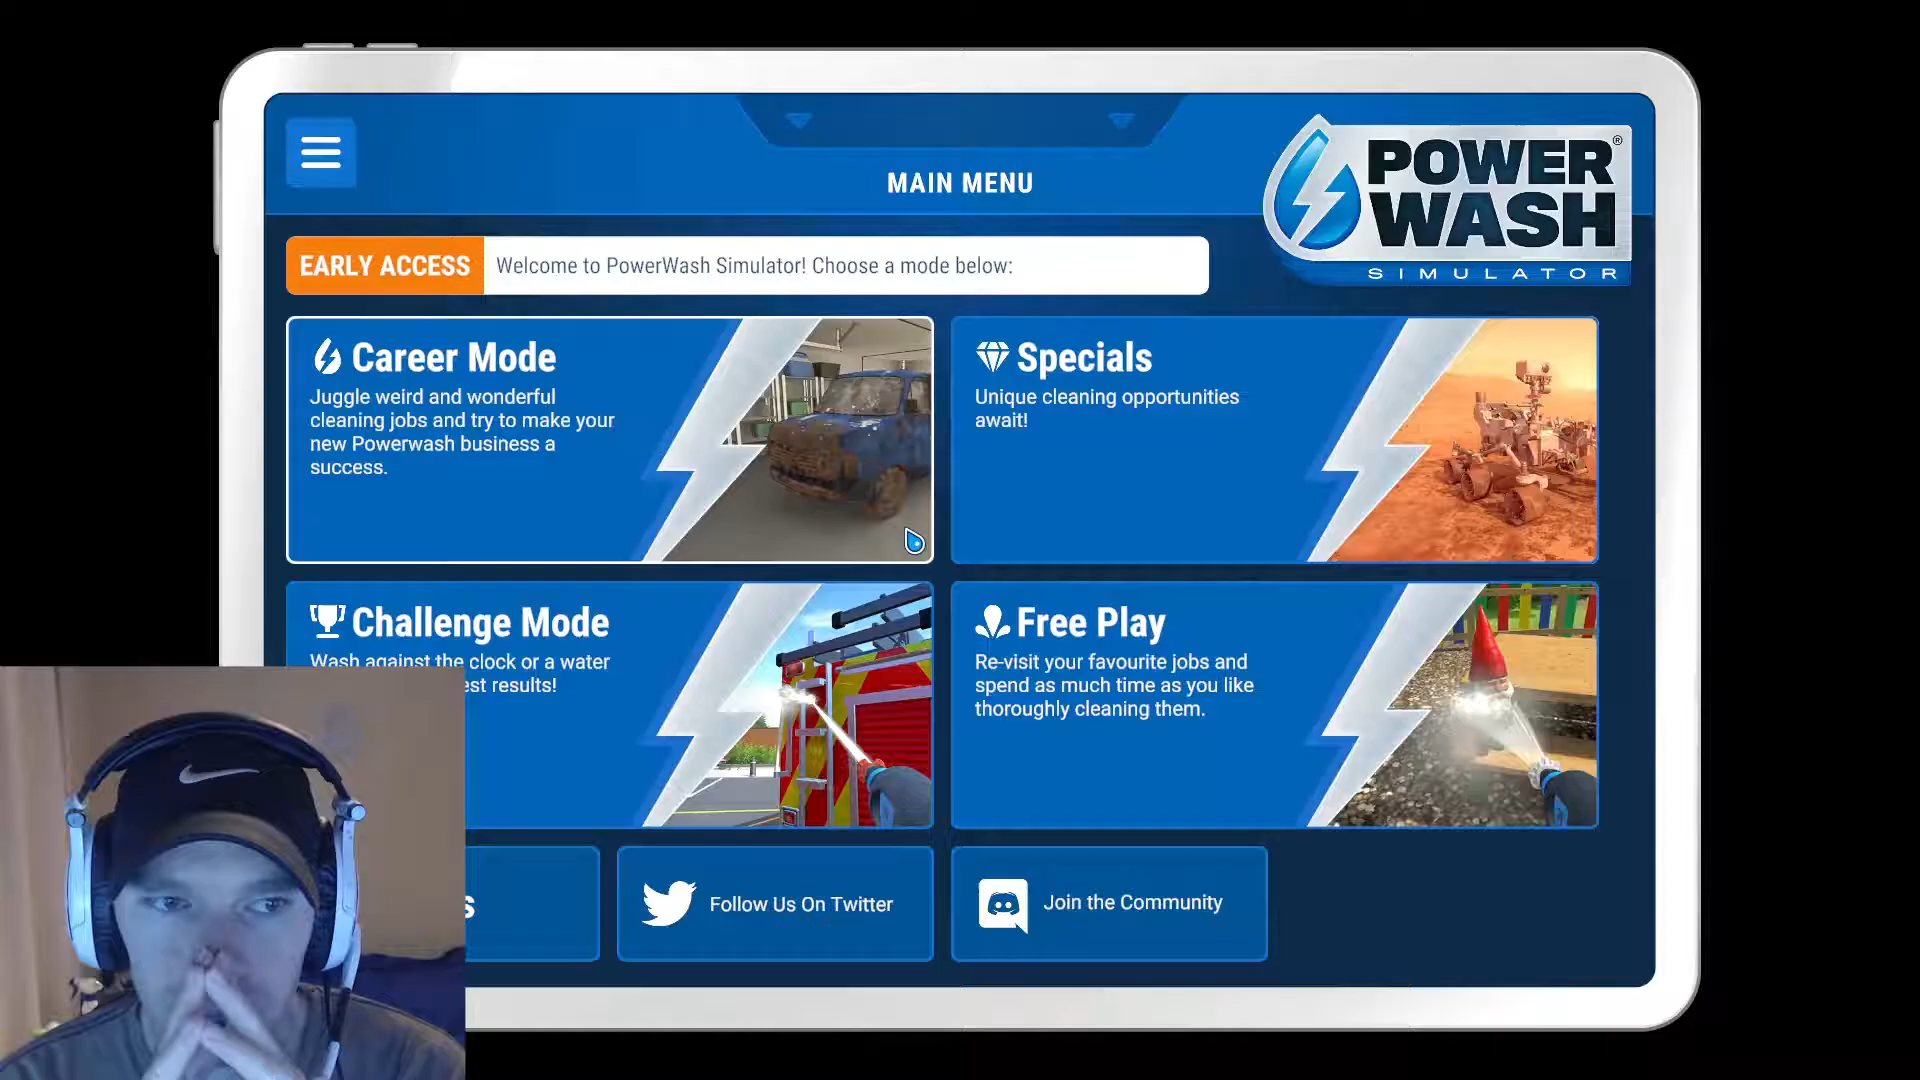 MAIN MENU
POWER
WASH
SIMULATOR
®
EARLY ACCESS
Welcome to PowerWash Simulator! Choose a mode below:
Career Mode
Juggle weird and wonderful
cleaning jobs and try to make your
new Powerwash business a
success.
Specials
Unique cleaning opportunities
await!
Challenge Mode
Wash against the clock or a water
est results!
Free Play
Re-visit your favourite jobs and
spend as much time as you like
thoroughly cleaning them.
s
Follow Us On Twitter
Join the Community